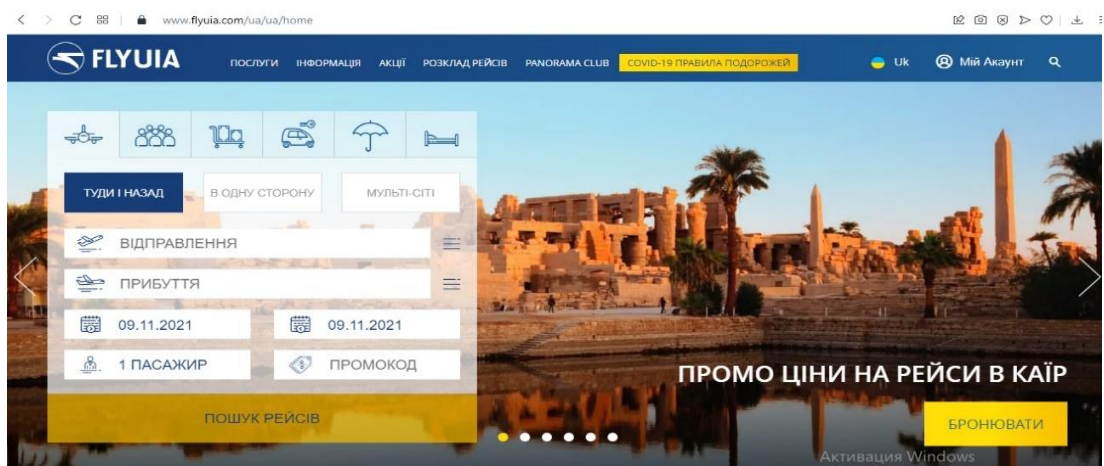 www.flyuia.com/ua/ua/home
FLYUIA
ПОСЛУГИ ІНФОРМАЦІЯ АКЦІЇ РОЗКЛАД РЕЙСІВ PANORAMA CLUB COVID-19 ПРАВИЛА ПОДОРОЖЕЙ Uk Мій Акаунт
ТУДИ І НАЗАД В ОДНУ СТОРОНУ МУЛЬТІ-СІТІ
ВІДПРАВЛЕННЯ
ПРИБУТТЯ
09.11.2021 09.11.2021
1 ПАСАЖИР ПРОМОКОД
ПОШУК РЕЙСІВ
ПРОМО ЦІНИ НА РЕЙСИ В КАЇР
БРОНЮВАТИ
Активация Windows